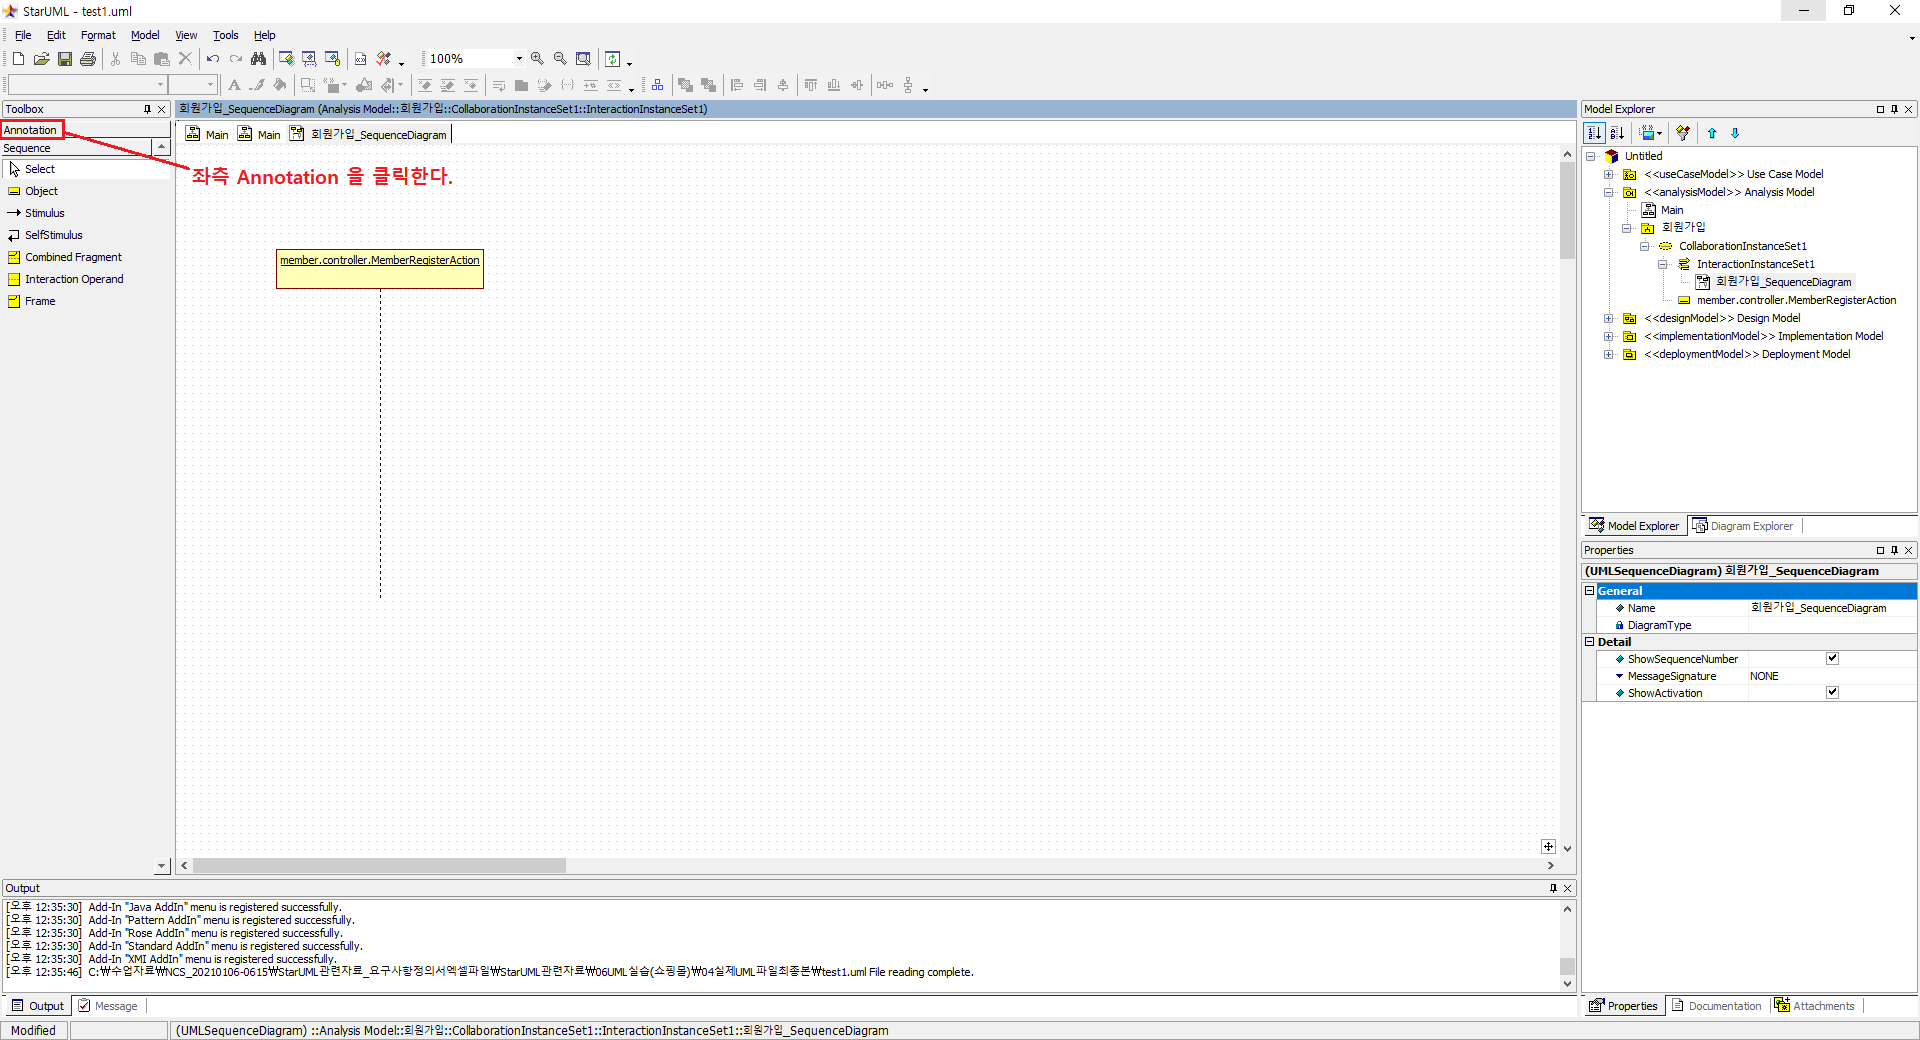 StarUML - test1.uml
File Edit Format Model View Tools Help
100%
Toolbox
Annotation
Sequence
Select
Object
Stimulus
SelfStimulus
Combined Fragment
Interaction Operand
Frame
회원가입_SequenceDiagram (Analysis Model::회원가입::CollaborationInstanceSet1::InteractionInstanceSet1)
Main Main 회원가입_SequenceDiagram
좌측 Annotation 을 클릭한다.
member.controller.MemberRegisterAction
Model Explorer
Untitled
<<useCaseModel>> Use Case Model
<<analysisModel>> Analysis Model
Main
회원가입
CollaborationInstanceSet1
InteractionInstanceSet1
회원가입_SequenceDiagram
member.controller.MemberRegisterAction
<<designModel>> Design Model
<<implementationModel>> Implementation Model
<<deploymentModel>> Deployment Model
Model Explorer Diagram Explorer
Properties
(UMLSequenceDiagram) 회원가입_SequenceDiagram
General
Name 회원가입_SequenceDiagram
DiagramType
Detail
ShowSequenceNumber
MessageSignature NONE
ShowActivation
Properties Documentation Attachments
Output
[오후 12:35:30] Add-In "Java AddIn" menu is registered successfully.
[오후 12:35:30] Add-In "Pattern AddIn" menu is registered successfully.
[오후 12:35:30] Add-In "Rose AddIn" menu is registered successfully.
[오후 12:35:30] Add-In "Standard AddIn" menu is registered successfully.
[오후 12:35:30] Add-In "XMI AddIn" menu is registered successfully.
[오후 12:35:46] C:₩수업자료₩NCS_20210106-0615₩StarUML관련자료_요구사항정의서엑셀파일₩StarUML관련자료₩06UML실습(쇼핑몰)₩04실제UML파일최종본₩test1.uml File reading complete.
Output Message
Modified (UMLSequenceDiagram) ::Analysis Model::회원가입::CollaborationInstanceSet1::InteractionInstanceSet1::회원가입_SequenceDiagram